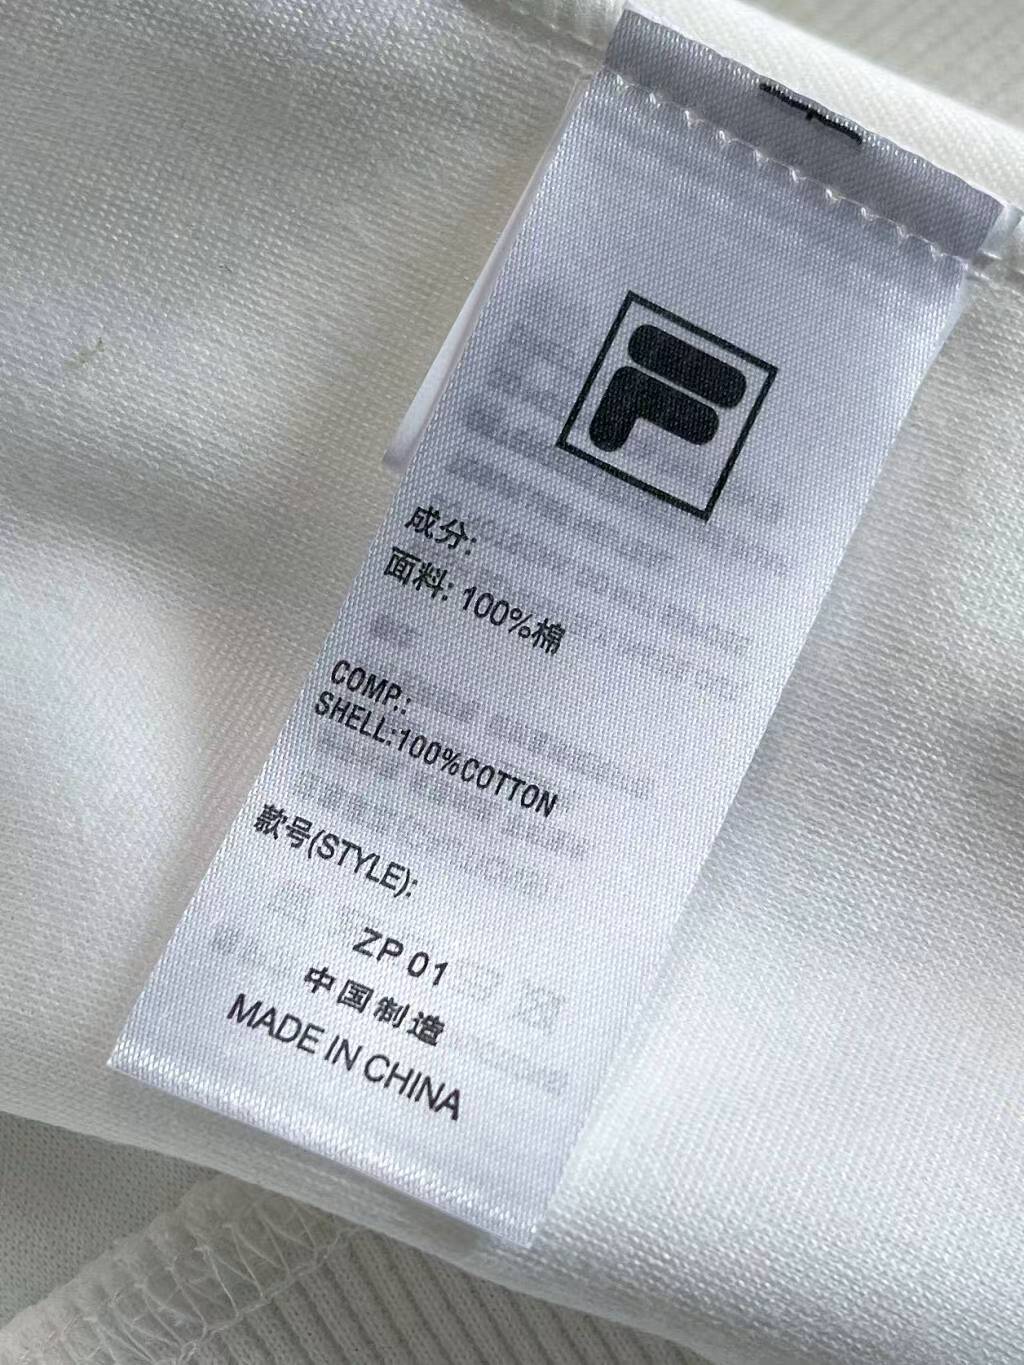 成分:
面料: 100%棉
COMP.:
SHELL:100%COTTON
款号(STYLE):
ZP 01
中国制造
MADE IN CHINA